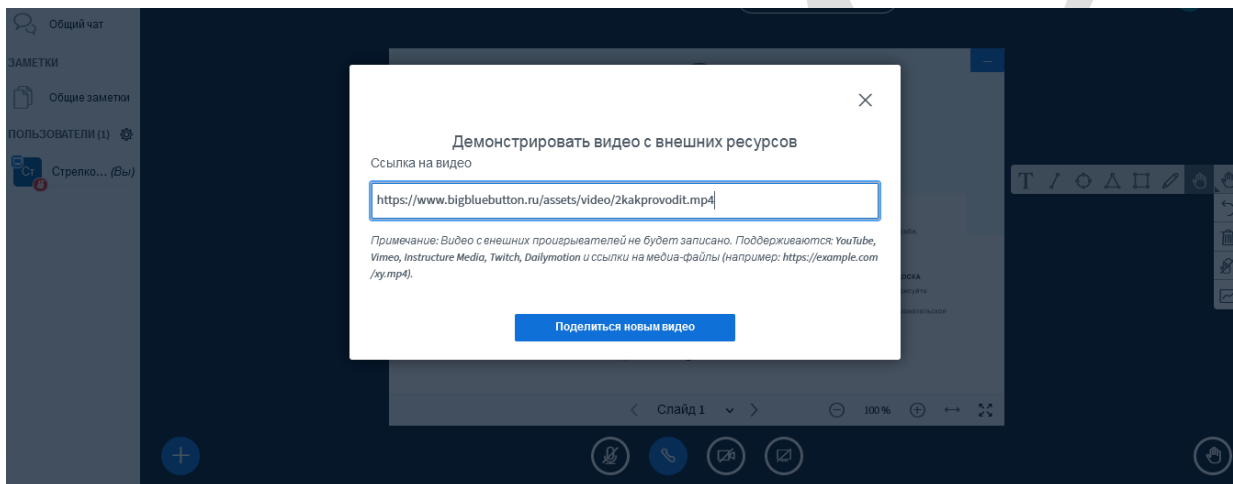 Общий чат
ЗАМЕТКИ
Общие заметки
ПОЛЬЗОВАТЕЛИ (1)
Ст Стрелко... (Вы)
Демонстрировать видео с внешних ресурсов
Ссылка на видео
https://www.bigbluebutton.ru/assets/video/2kakprovodit.mp4
Примечание: Видео с внешних проигрывателей не будет записано. Поддерживаются: YouTube,
Vimeo, Instructure Media, Twitch, Dailymotion и ссылки на медиа-файлы (например: https://example.com
/xy.mp4).
Поделиться новым видео
T
Слайд 1
100 %